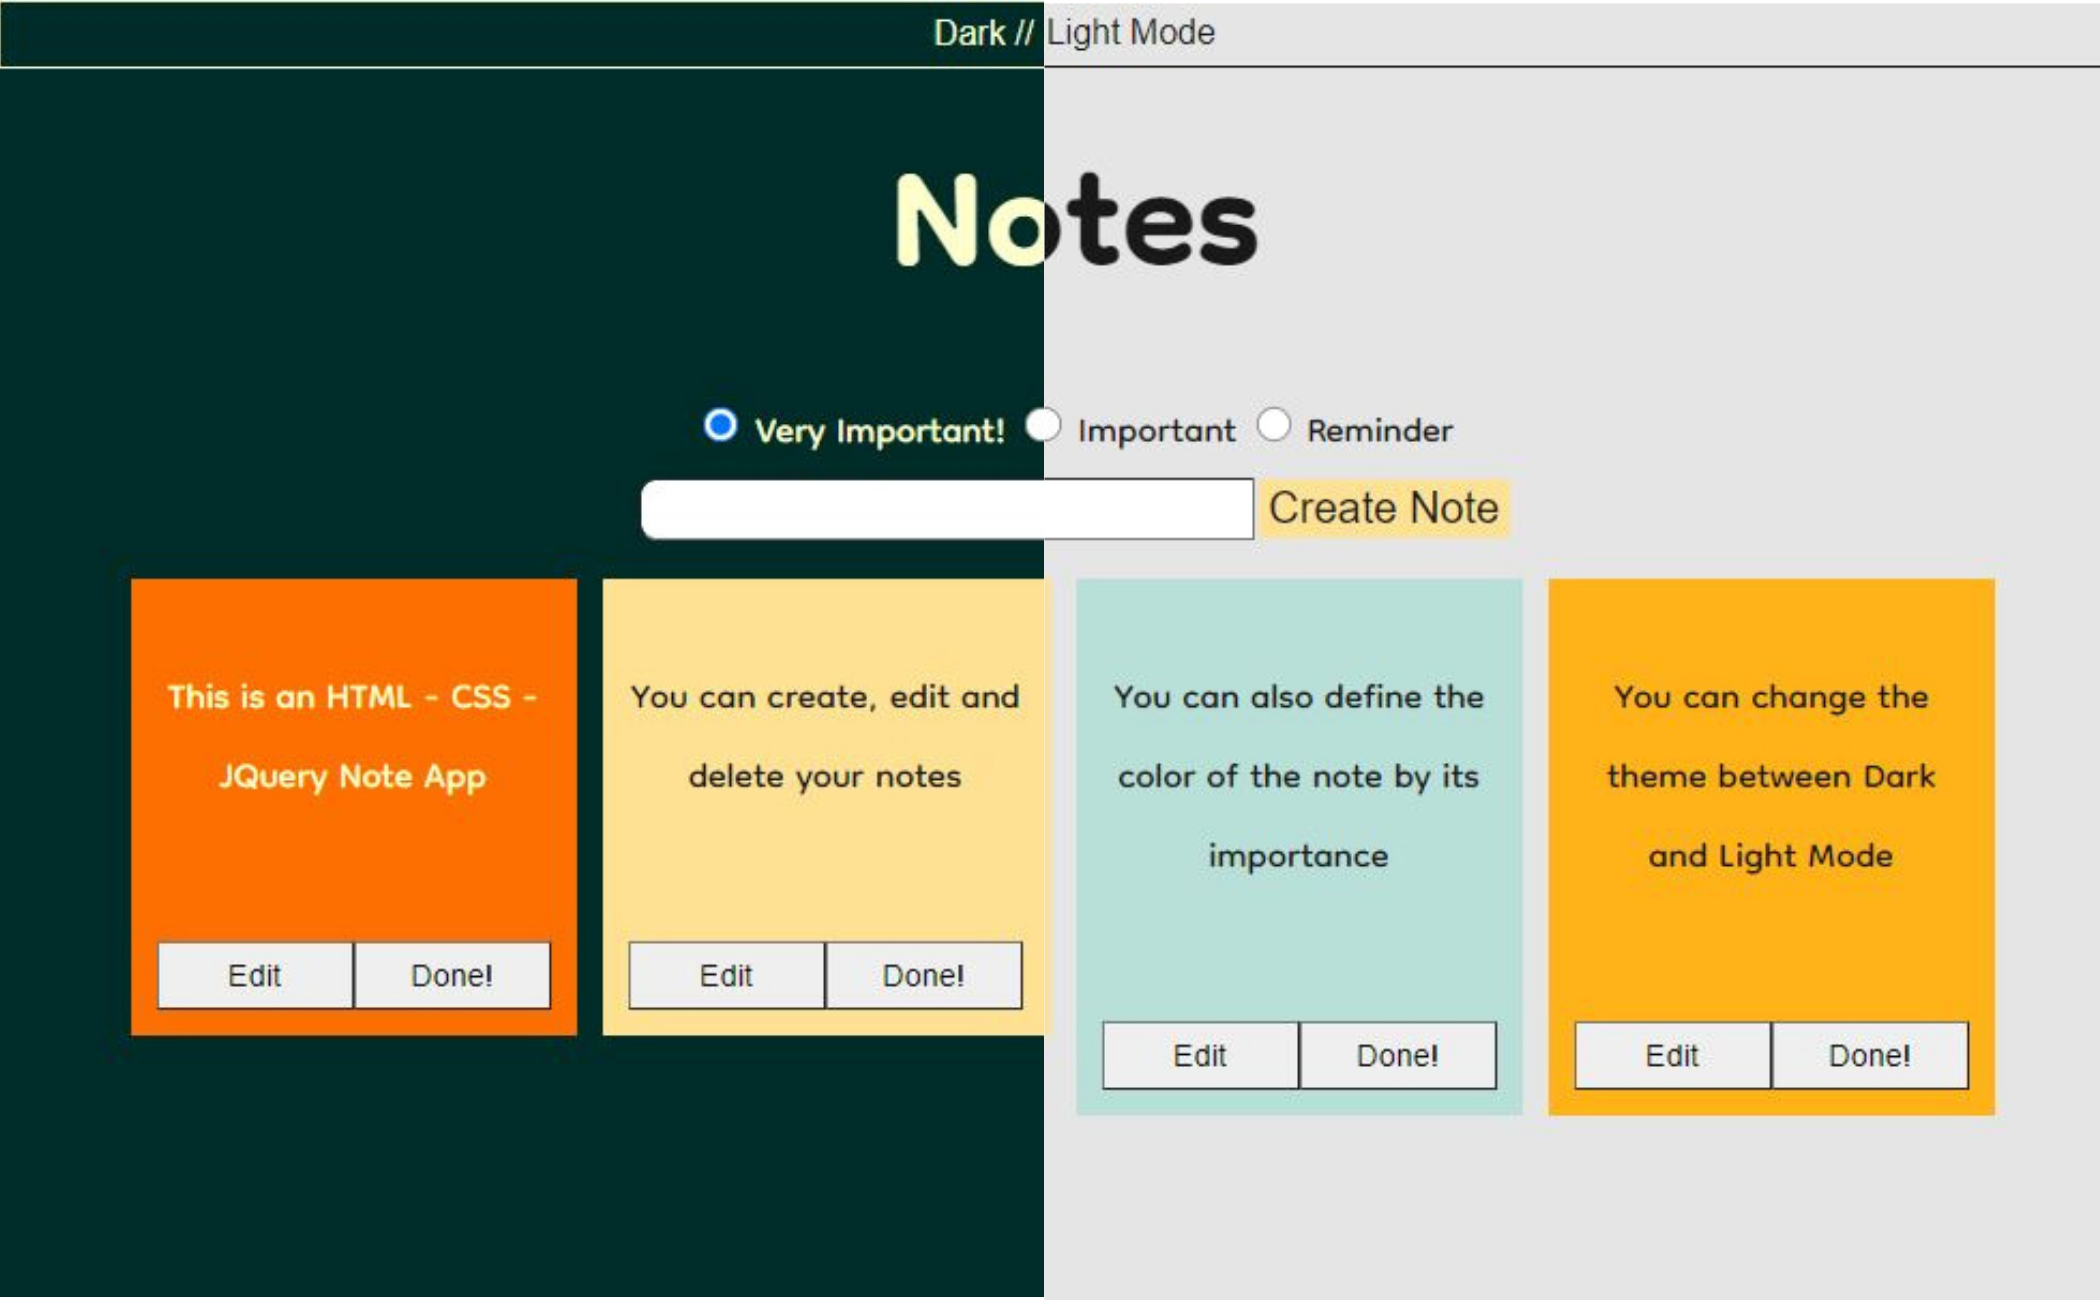 Dark // Light Mode
Notes
Very Important! Important Reminder
Create Note
This is an HTML - CSS -
JQuery Note App
Edit Done!
You can create, edit and
delete your notes
Edit Done!
You can also define the
color of the note by its
importance
Edit Done!
You can change the
theme between Dark
and Light Mode
Edit Done!